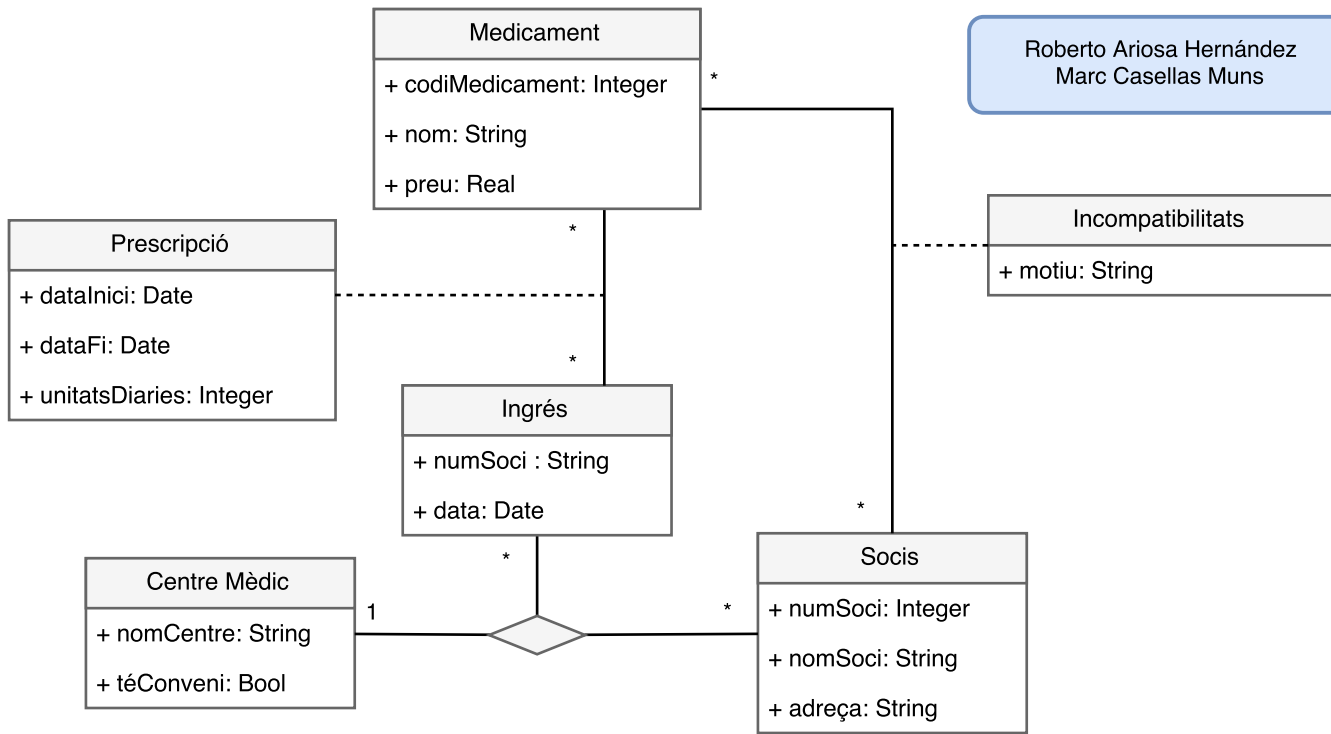 Medicament
+ codiMedicament: Integer
+ nom: String
+ preu: Real
*
Roberto Ariosa Hernández
Marc Casellas Muns
Prescripció
+ dataInici: Date
+ dataFi: Date
+ unitatsDiaries: Integer
*
*
Incompatibilitats
+ motiu: String
Ingrés
+ numSoci : String
+ data: Date
*
*
Centre Mèdic
+ nomCentre: String
+ téConveni: Bool
1
*
Socis
+ numSoci: Integer
+ nomSoci: String
+ adreça: String